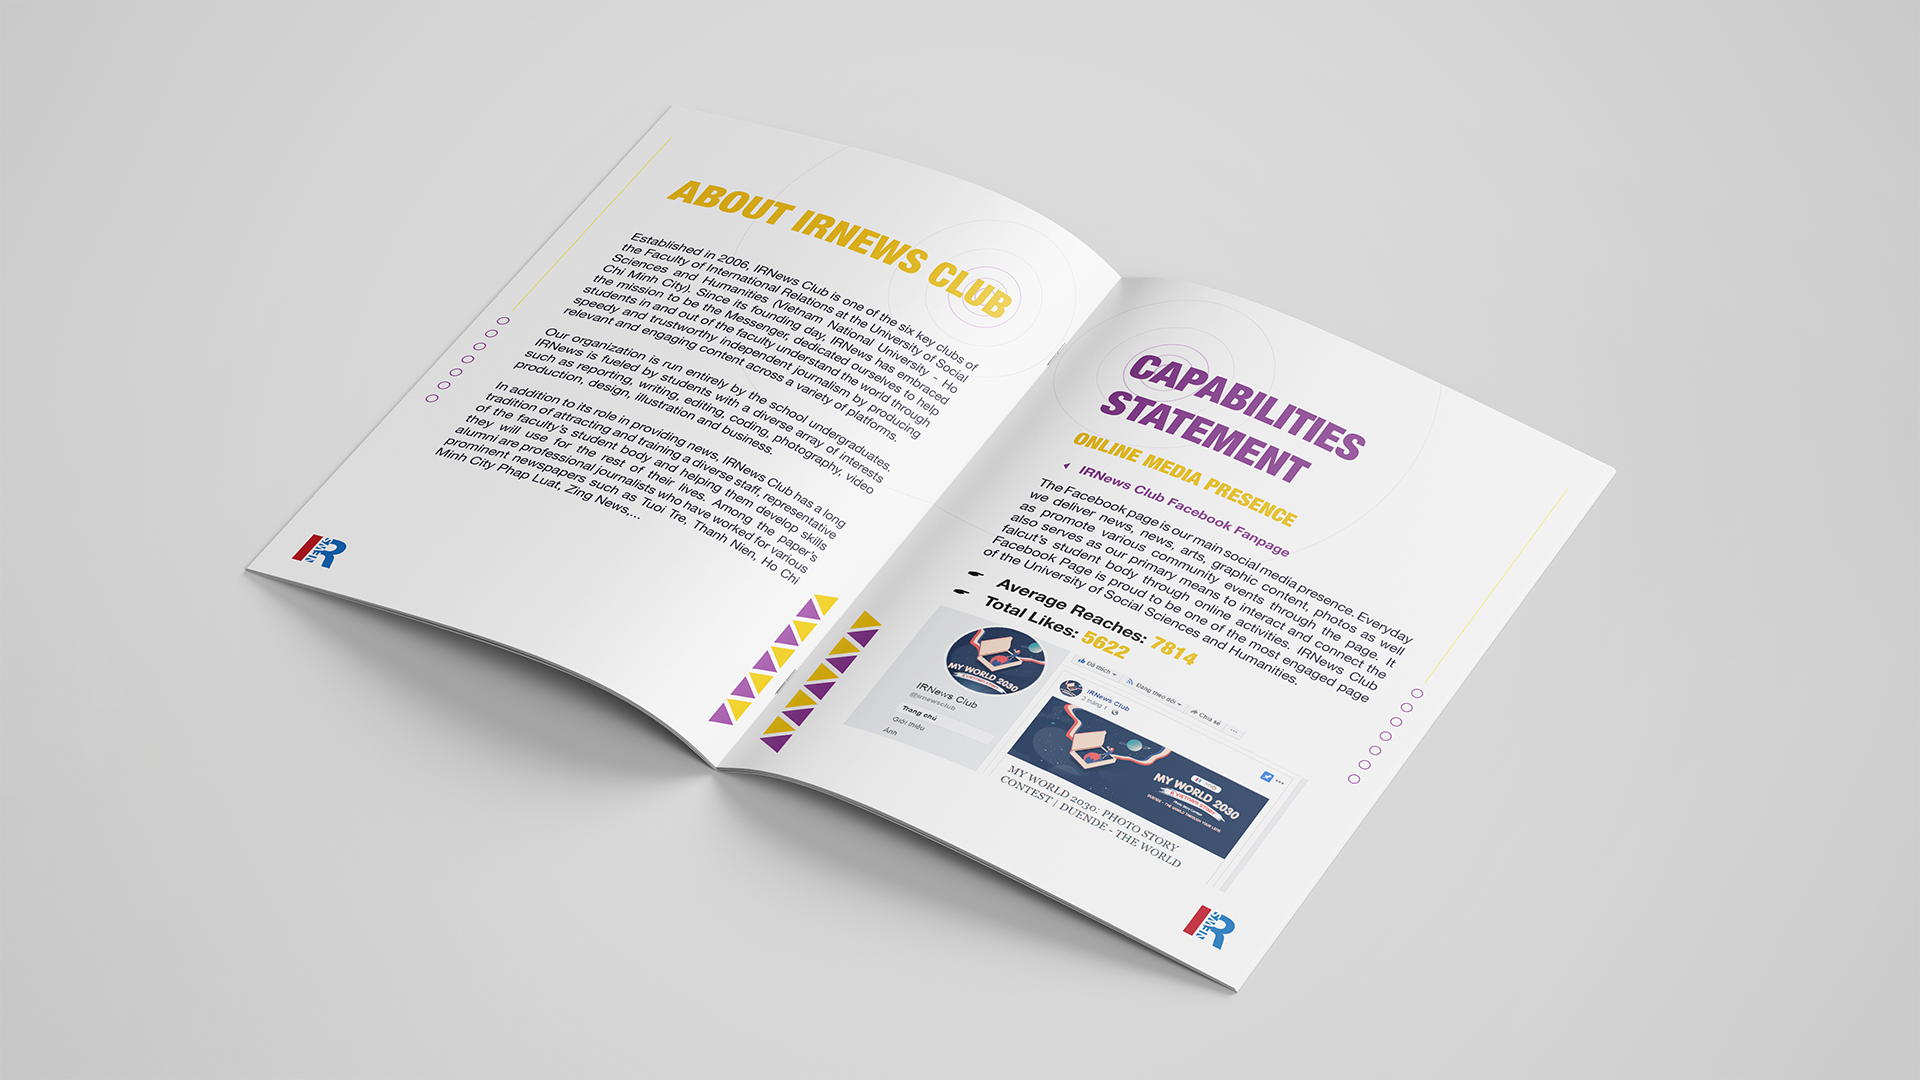 ABOUT IRNEWS CLUB
Established in 2006, IRNews Club is one of the six key clubs of
the Faculty of International Relations at the University of Social
Sciences and Humanities (Vietnam National University - Ho
Chi Minh City). Since its founding day, IRNews has embraced
the mission to be the Messenger, dedicated ourselves to help
students in and out of the faculty understand the world through
speedy and trustworthy independent journalism by producing
relevant and engaging content across a variety of platforms.
Our organization is run entirely by the school undergraduates.
IRNews is fueled by students with a diverse array of interests
such as reporting, writing, editing, coding, photography, video
production, design, illustration and business.
In addition to its role in providing news, IRNews Club has a long
tradition of attracting and training a diverse staff, representative
of the faculty's student body and helping them develop skills
they will use for the rest of their lives. Among the paper's
alumni are professional journalists who have worked for various
prominent newspapers such as Tuoi Tre, Thanh Nien, Ho Chi
Minh City Phap Luat, Zing News,...
IR NEWS
CAPABILITIES
STATEMENT
ONLINE MEDIA PRESENCE
IRNews Club Facebook Fanpage
The Facebook page is our main social media presence. Everyday
we deliver news, news, arts, graphic content, photos as well
as promote various community events through the page. It
also serves as our primary means to interact and connect the
falcut's student body through online activities. IRNews Club
Facebook Page is proud to be one of the most engaged page
of the University of Social Sciences and Humanities.
Average Reaches: 7814
Total Likes: 5622
MY WORLD 2030
IRNews Club
@irnewsclub
Trang chủ
Giới thiệu
Ảnh
Đã thích
Đang theo dõi
Chia sẻ
IRNews Club
2 tháng 1
MY WORLD 2030
DUENDE - THE WORLD THROUGH YOUR LENS
MY WORLD 2030: PHOTO STORY
CONTEST | DUENDE - THE WORLD
IR NEWS